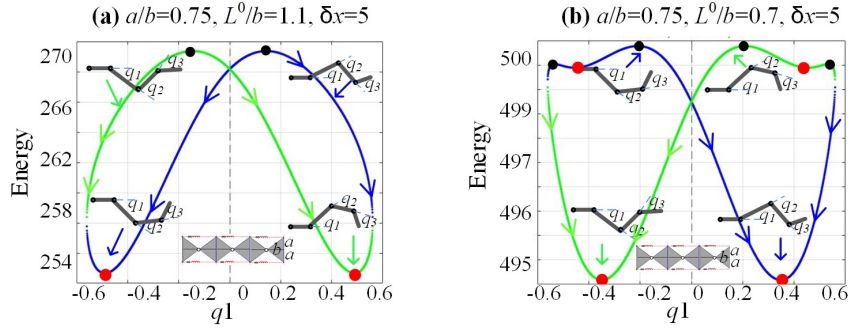 (a) a/b=0.75, L⁰/b=1.1, δx=5
Energy
270
266
262
258
254
-0.6 -0.4 -0.2 0 0.2 0.4 0.6
q1
q1 q2 q3
q1 q2 q3
q1 q2 q3
q1 q2 q3
b a
a
(b) a/b=0.75, L⁰/b=0.7, δx=5
Energy
500
499
497
496
495
-0.6 -0.4 -0.2 0 0.2 0.4 0.6
q1
q1 q2 q3
q1 q2 q3
q1 q2 q3
q1 q2 q3
b a
a